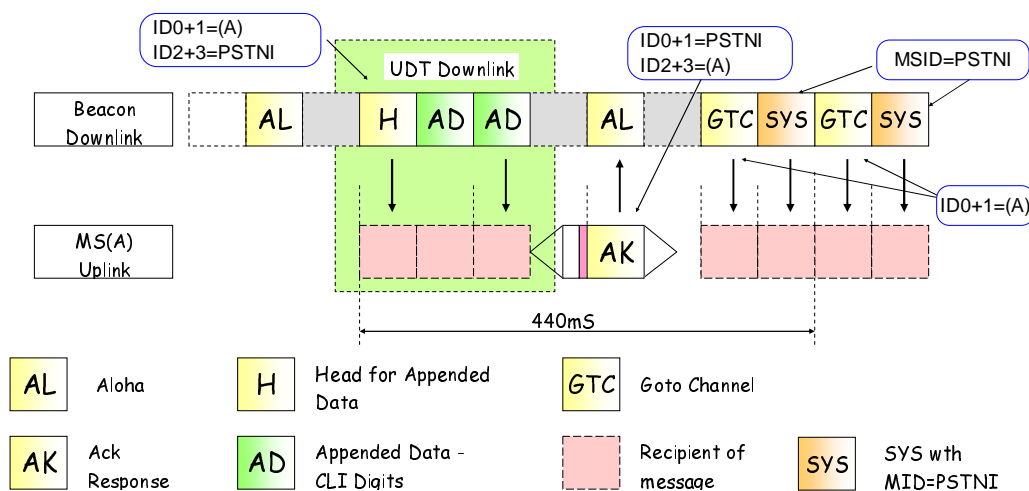 ID0+1=(A)
ID2+3=PSTNI
ID0+1=PSTNI
ID2+3=(A)
MSID=PSTNI
UDT Downlink
Beacon
Downlink
AL
H
AD
AD
AL
GTC
SYS
GTC
SYS
ID0+1=(A)
MS(A)
Uplink
AK
440mS
AL
Aloha
H
Head for Appended
Data
GTC
Goto Channel
AK
Ack
Response
AD
Appended Data -
CLI Digits
Recipient of
message
SYS
SYS wth
MID=PSTNI